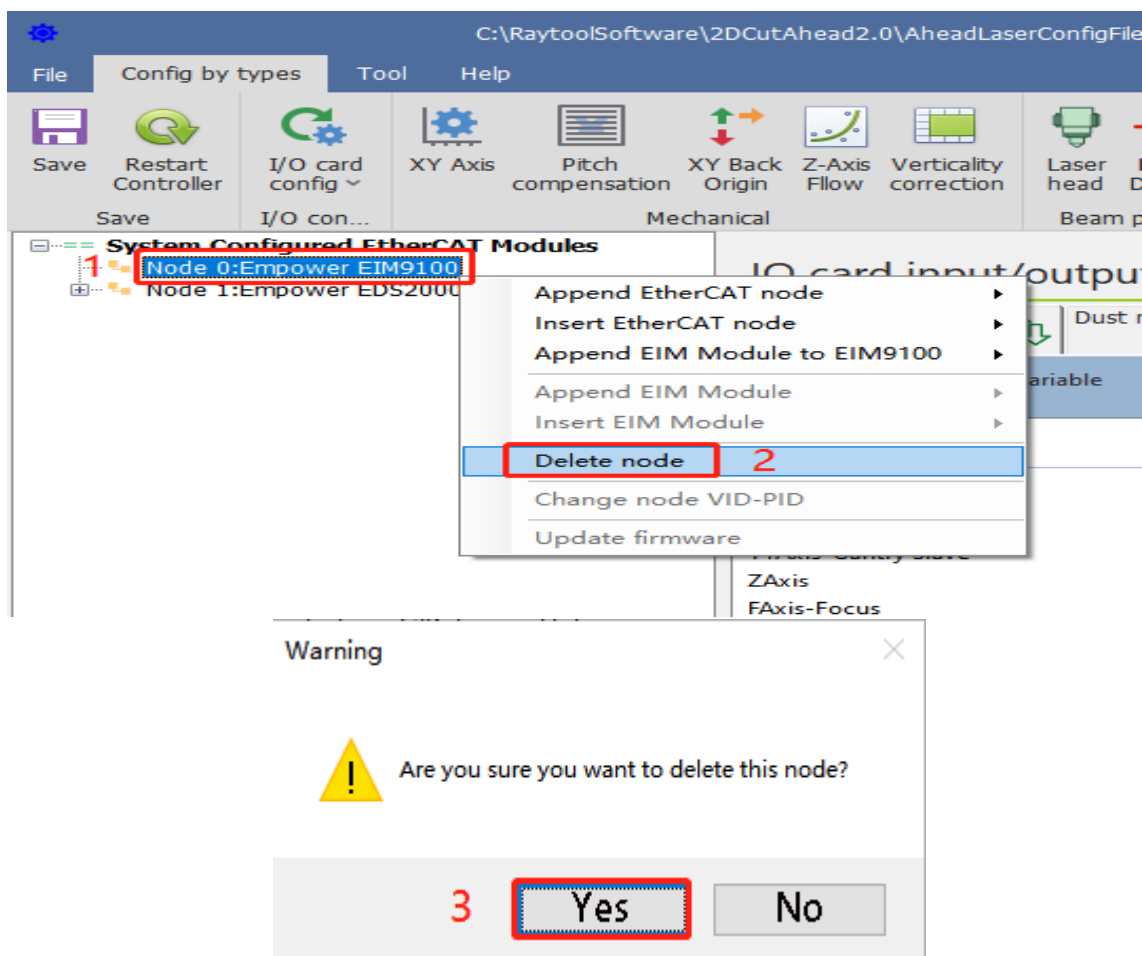 C:\RaytoolSoftware\2DCutAhead2.0\AheadLaserConfigFile
File Config by types Tool Help
Save Restart Controller I/O card config XY Axis Pitch compensation XY Back Origin Z-Axis Fllow Verticality correction Laser head
Save I/O con... Mechanical Beam p
System Configured EtherCAT Modules
1 Node 0:Empower EIM9100
Node 1:Empower EDS2000
IO card input/outpu
Append EtherCAT node
Insert EtherCAT node
Dust r
Append EIM Module to EIM9100
ariable
Append EIM Module
Insert EIM Module
Delete node 2
Change node VID-PID
Update firmware
ZAxis
FAxis-Focus
Warning
Are you sure you want to delete this node?
3 Yes No